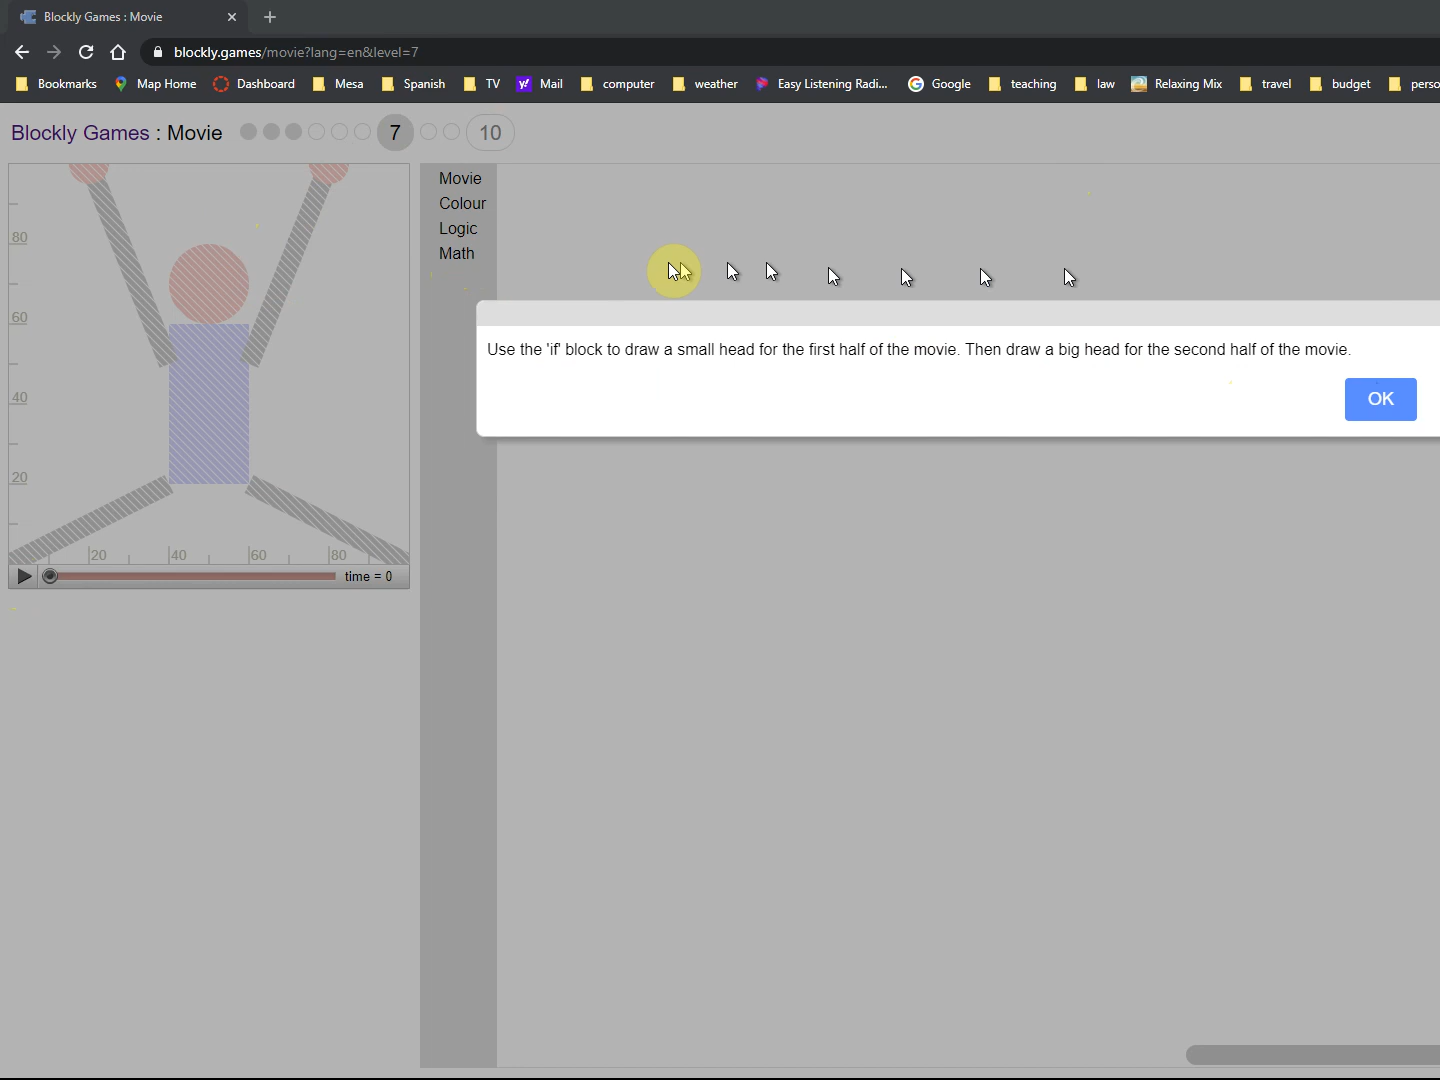 Blockly Games : Movie
blockly.games/movie?lang=en&level=7
Bookmarks Map Home Dashboard Mesa Spanish TV Mail computer weather Easy Listening Radi... Google teaching law Relaxing Mix travel budget perso
Blockly Games : Movie 7 10
Movie
Colour
Logic
Math
80
60
40
20
20 40 60 80
time = 0
Use the 'if' block to draw a small head for the first half of the movie. Then draw a big head for the second half of the movie.
OK